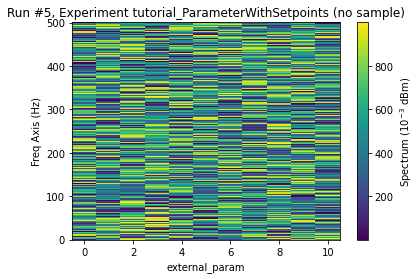 Run #5, Experiment tutorial_ParameterWithSetpoints (no sample)
500
400
300
200
100
0
Freq Axis (Hz)
0 2 4 6 8 10
external_param
800
600
400
200
Spectrum (10⁻³ dBm)